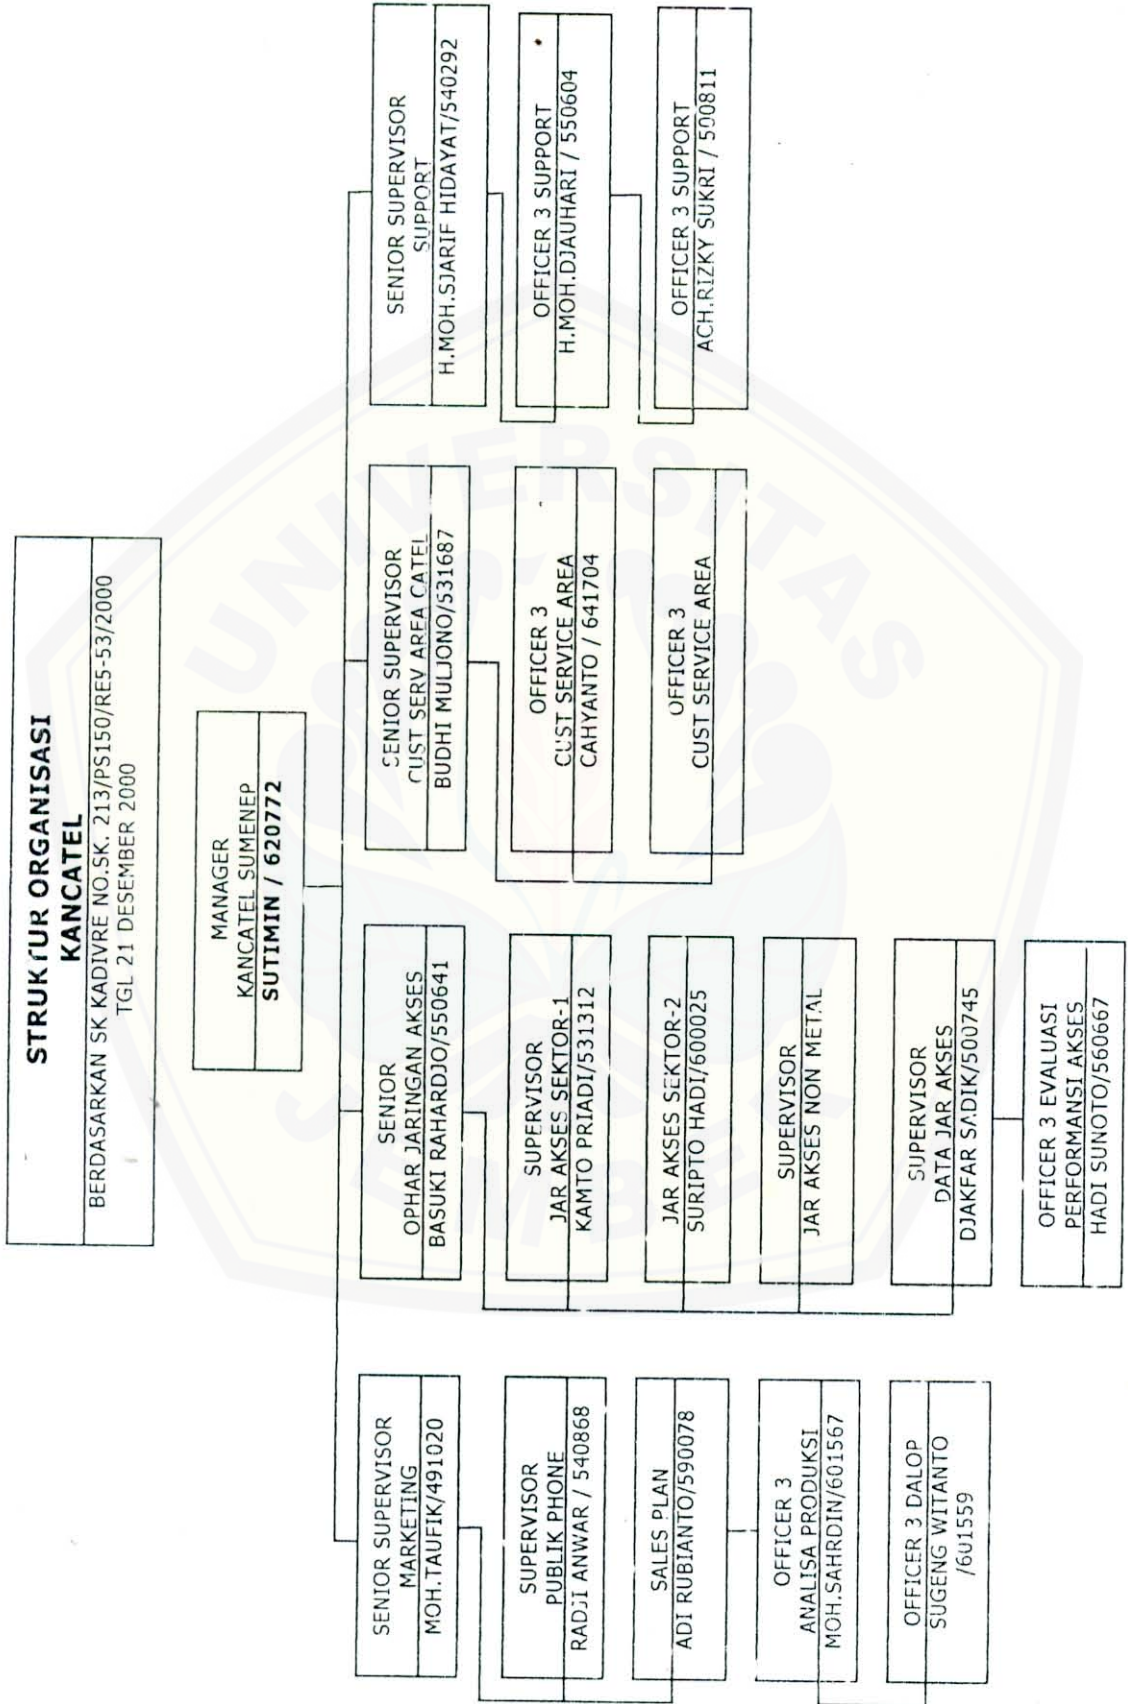 STRUKTUR ORGANISASI
KANCATEL
BERDASARKAN SK KADIVRE NO.SK. 213/PS150/RE5-53/2000
TGL 21 DESEMBER 2000
MANAGER
KANCATEL SUMENEP
SUTIMIN / 620772
SENIOR SUPERVISOR
MARKETING
MOH.TAUFIK/491020
SUPERVISOR
PUBLIK PHONE
RADJI ANWAR / 540868
SALES PLAN
ADI RUBIANTO/590078
OFFICER 3
ANALISA PRODUKSI
MOH.SAHRDIN/601567
OFFICER 3 DALOP
SUGENG WITANTO
/601559
SENIOR
OPHAR JARINGAN AKSES
BASUKI RAHARDJO/550641
SUPERVISOR
JAR AKSES SEKTOR-1
KAMTO PRIADI/531312
JAR AKSES SEKTOR-2
SURIPTO HADI/600025
SUPERVISOR
JAR AKSES NON METAL
SUPERVISOR
DATA JAR AKSES
DJAKFAR SADIK/500745
OFFICER 3 EVALUASI
PERFORMANSI AKSES
HADI SUNOTO/560667
SENIOR SUPERVISOR
CUST SERV AREA CATEL
BUDHI MULJONO/531687
OFFICER 3
CUST SERVICE AREA
CAHYANTO / 641704
OFFICER 3
CUST SERVICE AREA
SENIOR SUPERVISOR
SUPPORT
H.MOH.SJARIF HIDAYAT/540292
OFFICER 3 SUPPORT
H.MOH.DJAUHARI / 550604
OFFICER 3 SUPPORT
ACH.RIZKY SUKRI / 500811
UNIVERSITAS
JEMBER